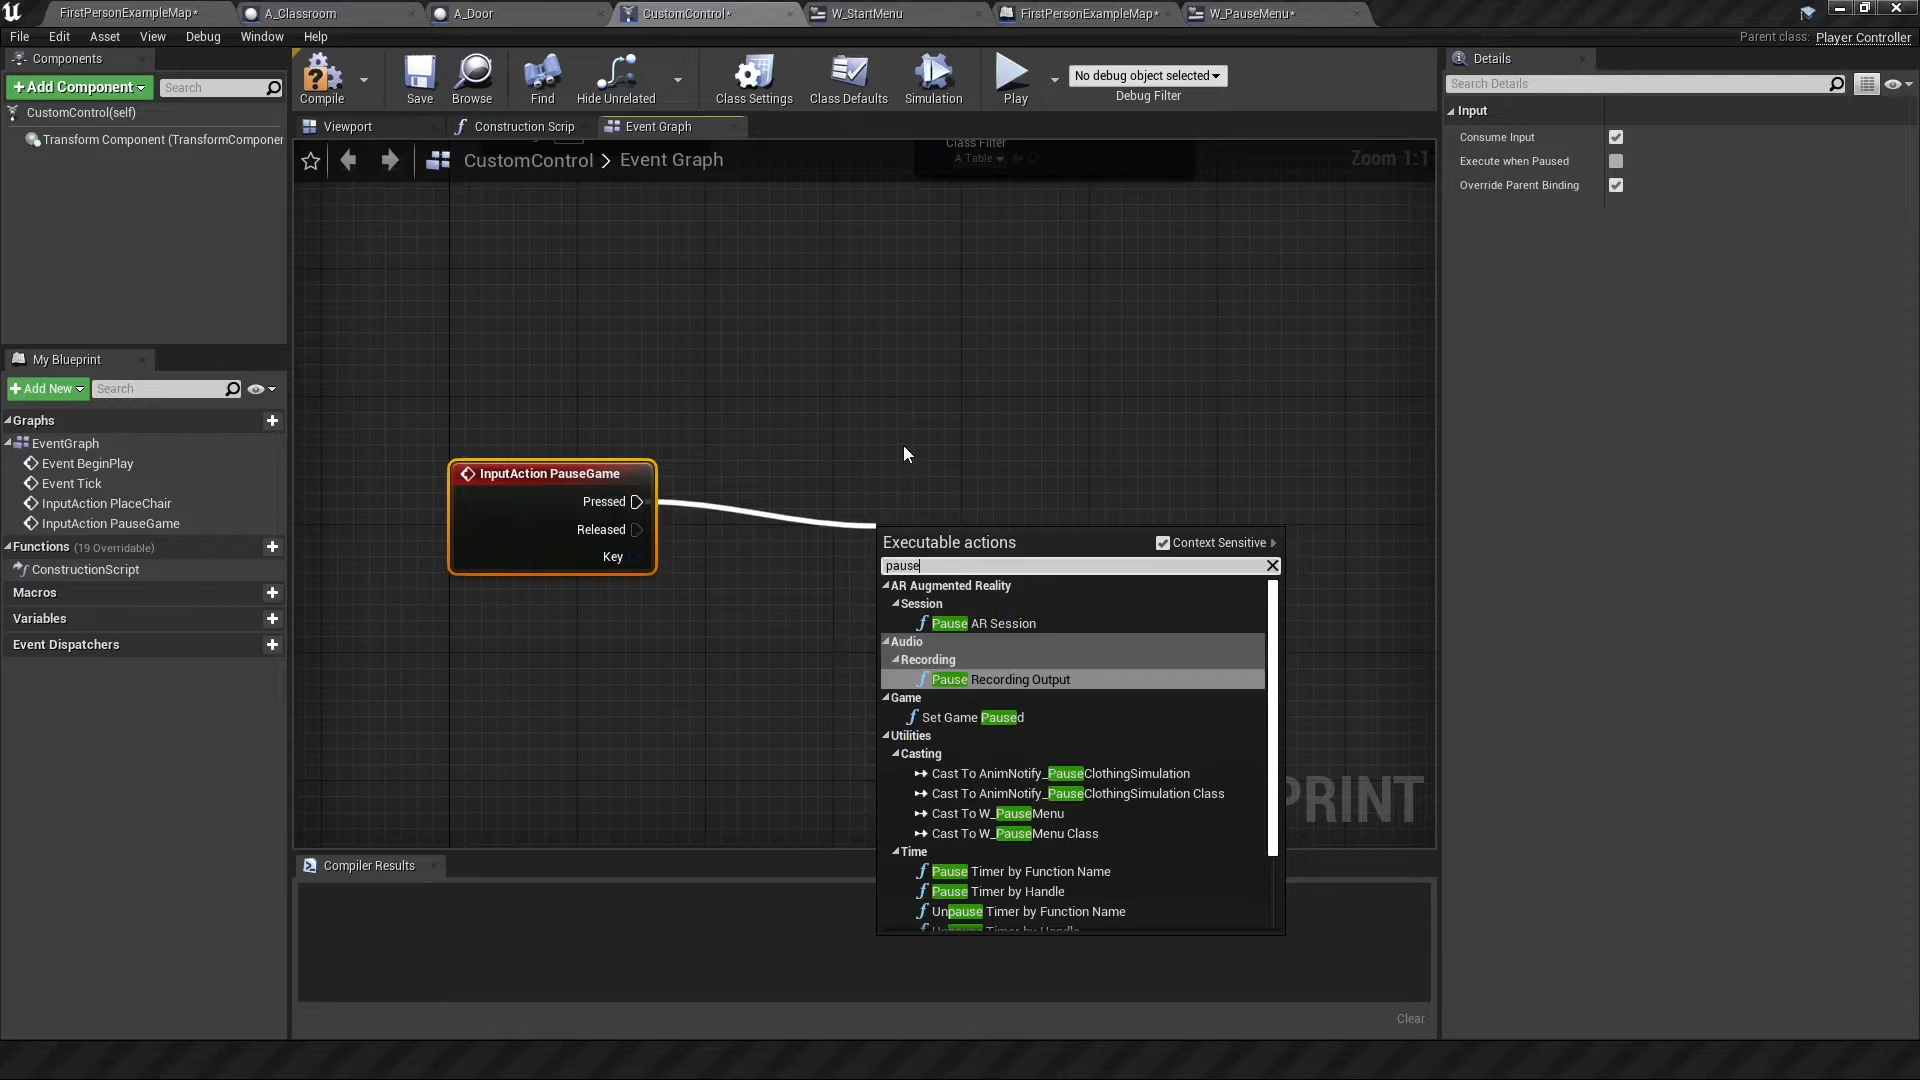 FirstPersonExampleMap*
A_Classroom
A_Door
CustomControl*
W_StartMenu
FirstPersonExampleMap*
W_PauseMenu*
File Edit Asset View Debug Window Help
Parent class: Player Controller
Components
+Add Component
Search
CustomControl(self)
Transform Component (TransformComponen
My Blueprint
+Add New
Search
Graphs
EventGraph
Event BeginPlay
Event Tick
InputAction PlaceChair
InputAction PauseGame
Functions (19 Overridable)
ConstructionScript
Macros
Variables
Event Dispatchers
Compile
Save
Browse
Find
Hide Unrelated
Class Settings
Class Defaults
Simulation
Play
No debug object selected
Debug Filter
Viewport
Construction Scrip
Event Graph
CustomControl > Event Graph
Class Filter
A Table
Zoom 1:1
InputAction PauseGame
Pressed
Released
Key
Executable actions
Context Sensitive
pause
AR Augmented Reality
Session
Pause AR Session
Audio
Recording
Pause Recording Output
Game
Set Game Paused
Utilities
Casting
Cast To AnimNotify_PauseClothingSimulation
Cast To AnimNotify_PauseClothingSimulation Class
Cast To W_PauseMenu
Cast To W_PauseMenu Class
Time
Pause Timer by Function Name
Pause Timer by Handle
Unpause Timer by Function Name
Unpause Timer by Handle
PRINT
Compiler Results
Clear
Details
Search Details
Input
Consume Input
Execute when Paused
Override Parent Binding